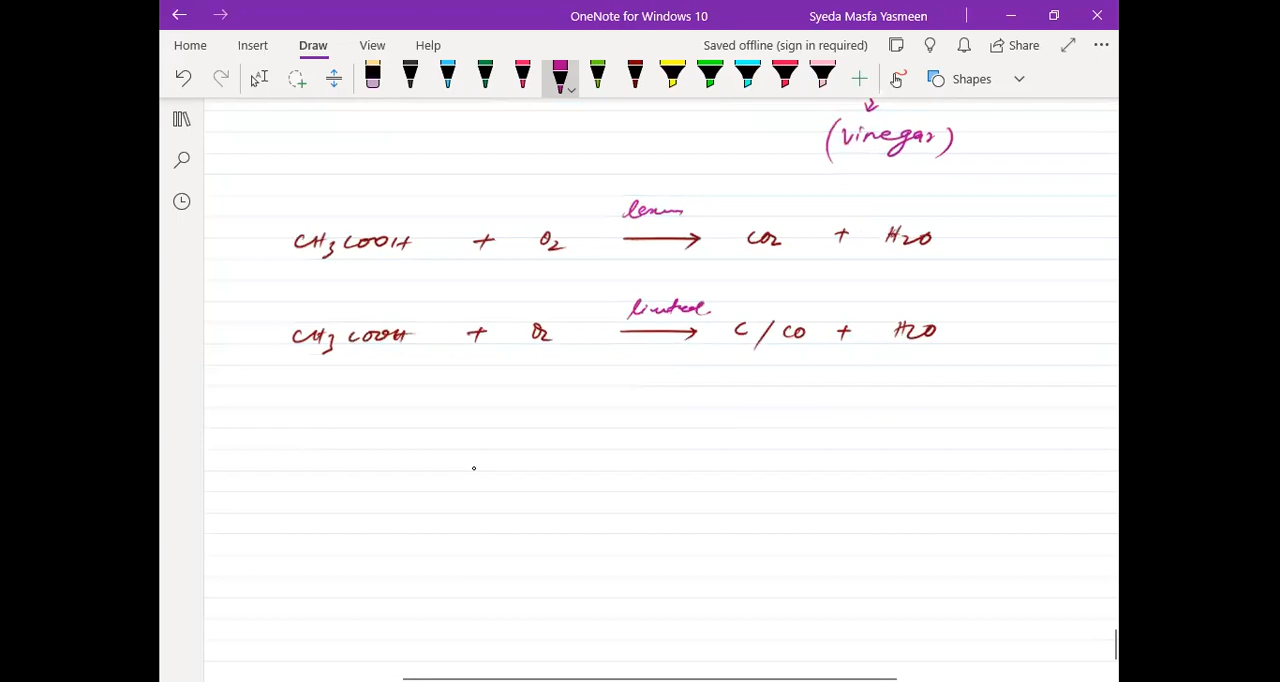 OneNote for Windows 10
Syeda Masfa Yasmeen
Home Insert Draw View Help
Saved offline (sign in required)
Share
Shapes
(vinegar)
CH3COOH + O2 → CO2 + H2O
limited
CH3COOH + O2 → C/CO + H2O